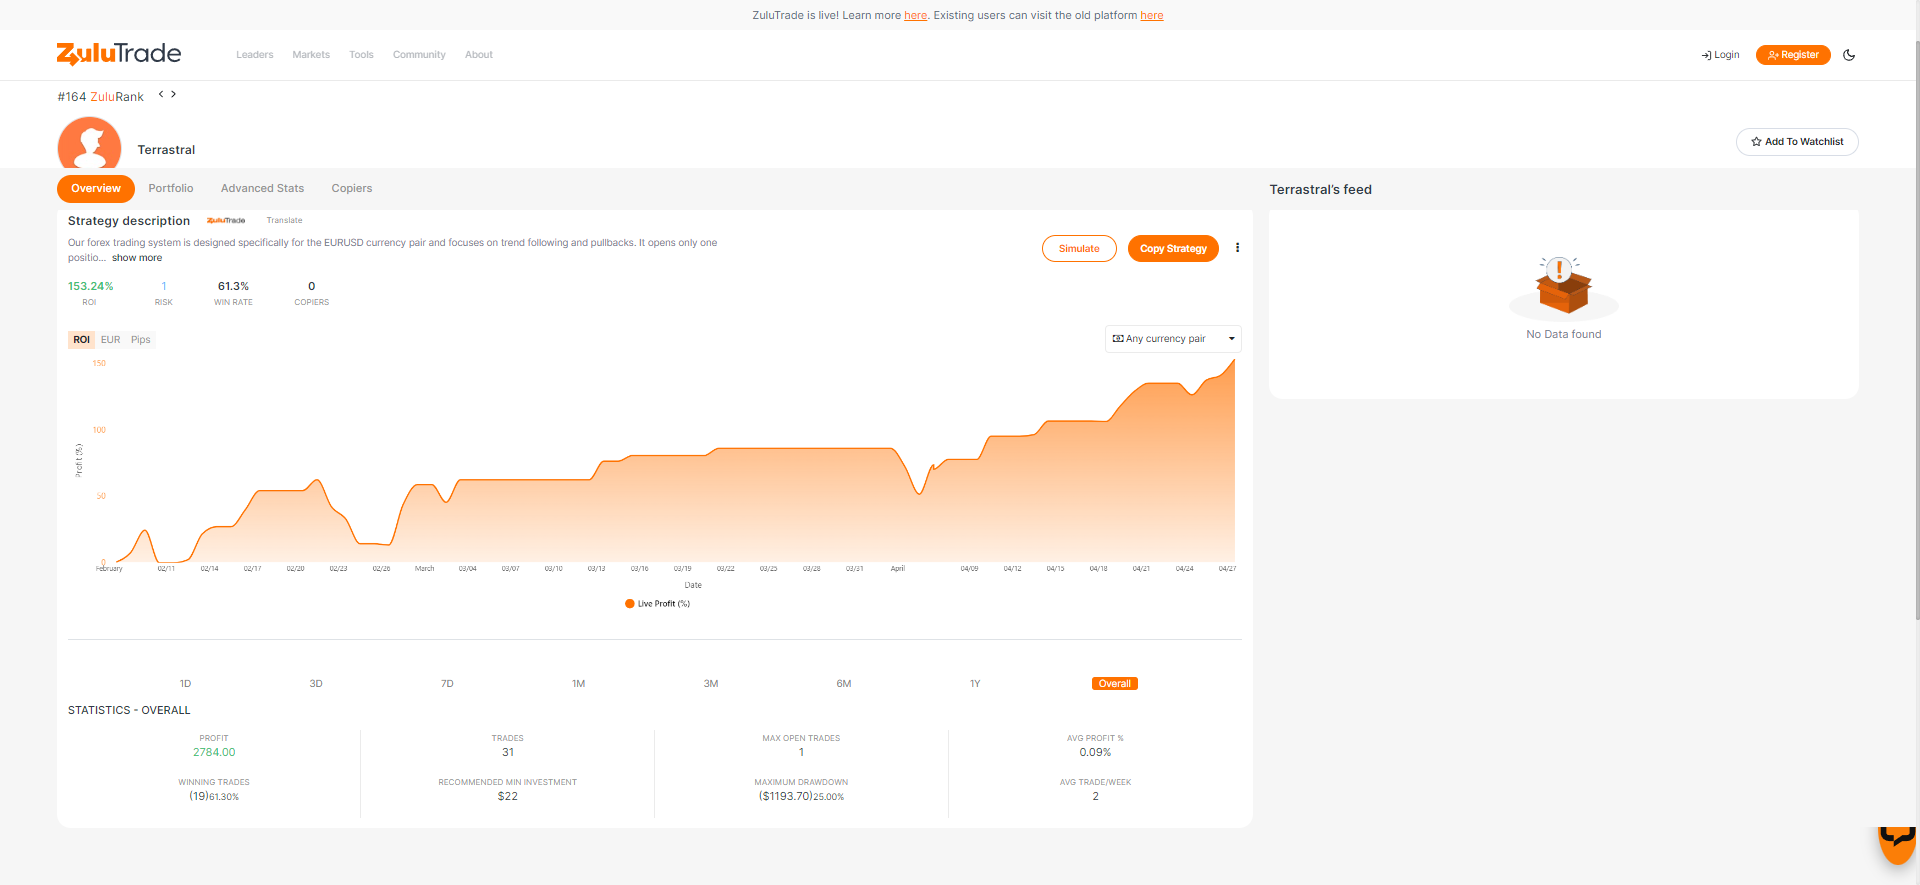 ZuluTrade is live! Learn more here. Existing users can visit the old platform here
ZuluTrade
Leaders Markets Tools Community About
Login Register
#164 ZuluRank < >
Terrastral
Add To Watchlist
Overview Portfolio Advanced Stats Copiers
Terrastral's feed
Strategy description ZuluTrade Translate
Our forex trading system is designed specifically for the EURUSD currency pair and focuses on trend following and pullbacks. It opens only one
positio... show more
Simulate Copy Strategy
153.24% 1 61.3% 0
ROI RISK WIN RATE COPIERS
No Data found
ROI EUR Pips
Any currency pair
150
100
50
0
Profit (%)
February 02/11 02/14 02/17 02/20 02/23 02/26 March 03/04 03/07 03/10 03/13 03/16 03/19 03/22 03/25 03/28 03/31 April 04/09 04/12 04/15 04/18 04/21 04/24 04/27
Date
Live Profit (%)
1D 3D 7D 1M 3M 6M 1Y Overall
STATISTICS - OVERALL
PROFIT TRADES MAX OPEN TRADES AVG PROFIT %
2784.00 31 1 0.09%
WINNING TRADES RECOMMENDED MIN INVESTMENT MAXIMUM DRAWDOWN AVG TRADE/WEEK
(19)61.30% $22 ($1193.70)25.00% 2